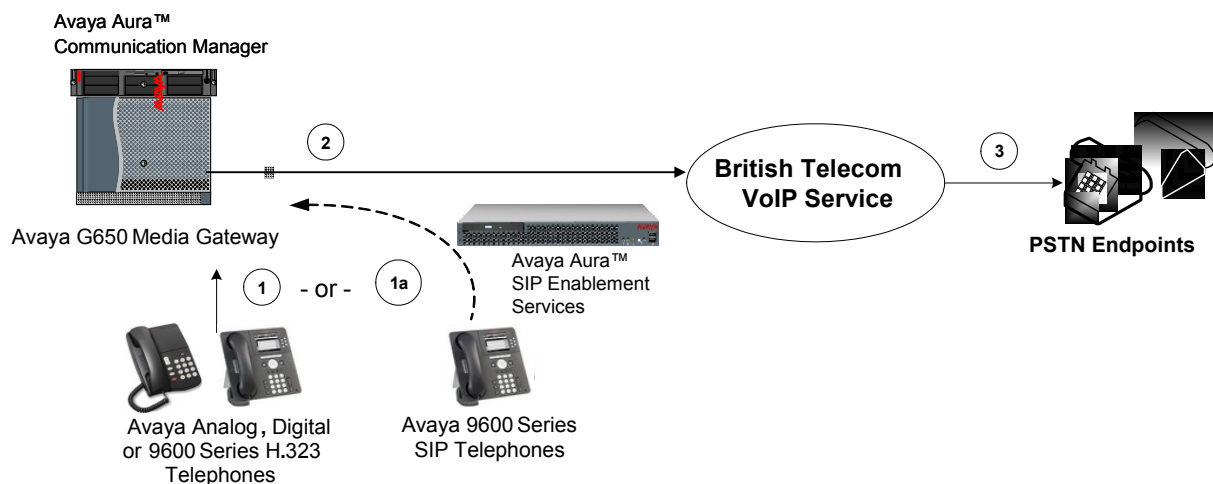 Avaya Aura™
Communication Manager
2
British Telecom
VoIP Service
3
PSTN Endpoints
Avaya G650 Media Gateway
AVAYA
Avaya Aura™
SIP Enablement
Services
1
- or -
1a
Avaya Analog, Digital
or 9600 Series H.323
Telephones
Avaya 9600 Series
SIP Telephones